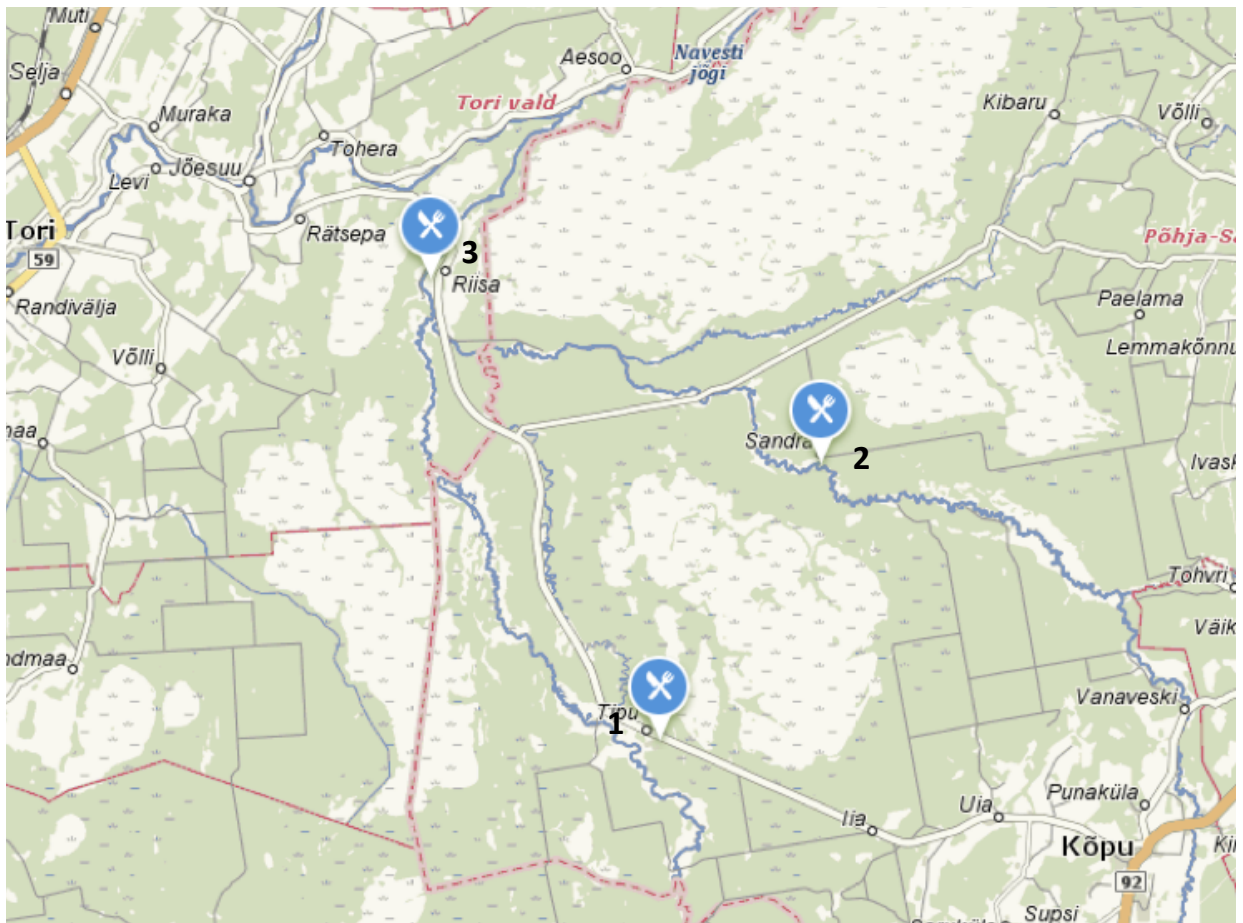 Muti
Aesoo
Navesti
jõgi
Selja
Tori vald
Kibaru
Võlli
Muraka
Tohera
Levi
Jõesuu
Tori
Rätsepa
Põhja-Sa
59
3
Riisa
Randivälja
Paelama
Võlli
Lemmakõnnu
maa
Sandra
2
Ivask
Tohvri
Väik
ndmaa
Vanaveski
Tipu
1
Iia
Uia
Punaküla
Kõpu
Kii
92
Supsi